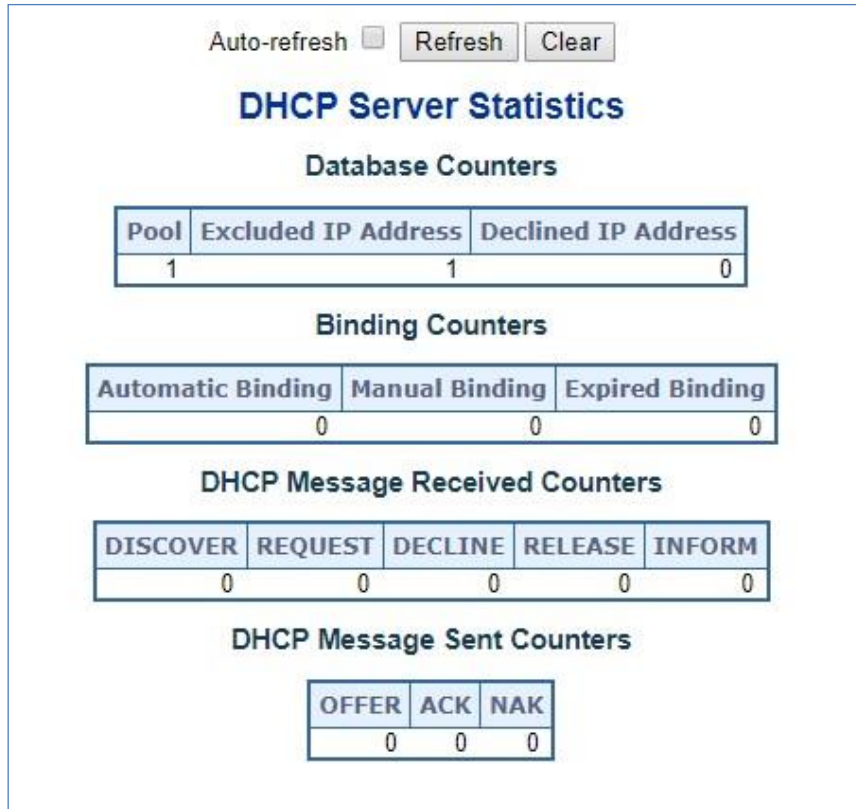 Auto-refresh Refresh Clear
DHCP Server Statistics
Database Counters
Pool Excluded IP Address Declined IP Address
1 1 0
Binding Counters
Automatic Binding Manual Binding Expired Binding
0 0 0
DHCP Message Received Counters
DISCOVER REQUEST DECLINE RELEASE INFORM
0 0 0 0 0
DHCP Message Sent Counters
OFFER ACK NAK
0 0 0